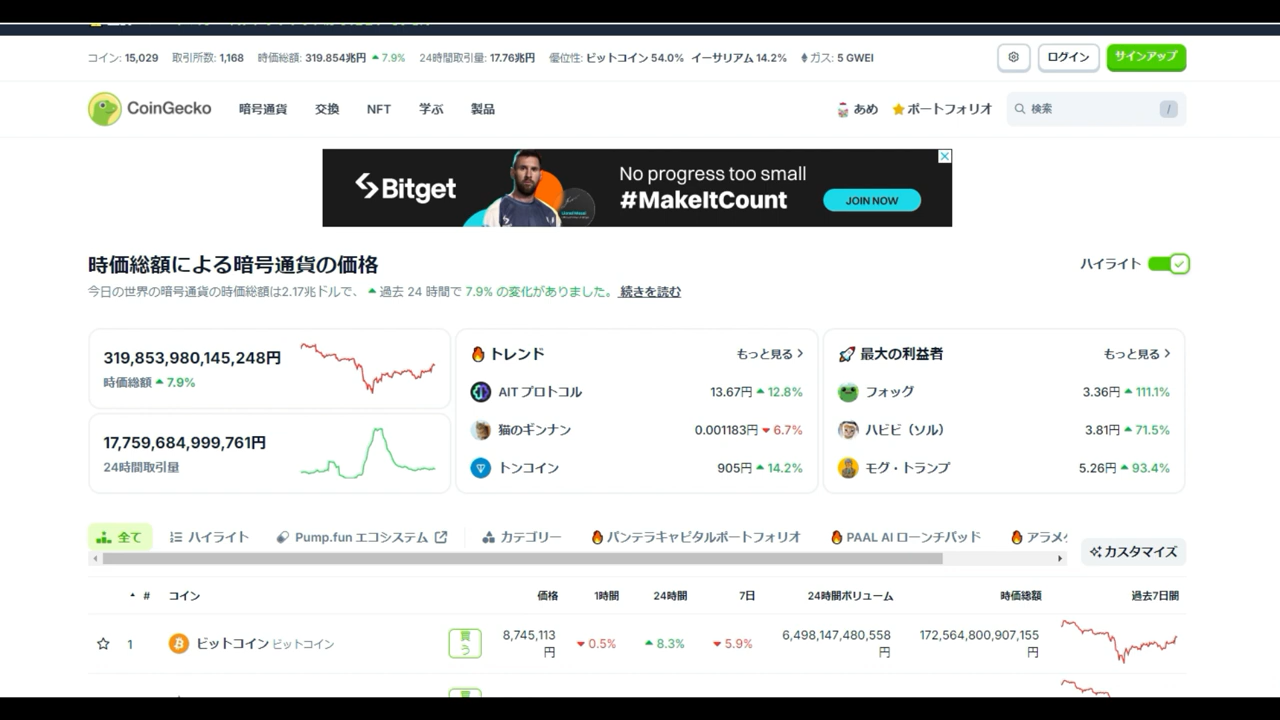 コイン: 15,029 取引所数: 1,168 時価総額: 319.854兆円 7.9% 24時間取引量: 17.76兆円 優位性: ビットコイン 54.0% イーサリアム 14.2% ガス: 5 GWEI
ログイン サインアップ
CoinGecko 暗号通貨 交換 NFT 学ぶ 製品 あめ ポートフォリオ 検索 /
Bitget
No progress too small
#MakeItCount
JOIN NOW
時価総額による暗号通貨の価格 ハイライト
今日の世界の暗号通貨の時価総額は2.17兆ドルで、 過去 24 時間で 7.9% の変化がありました。 続きを読む
319,853,980,145,248円
時価総額 7.9%
17,759,684,999,761円
24時間取引量
トレンド もっと見る
AIT プロトコル 13.67円 12.8%
猫のギンナン 0.001183円 6.7%
トンコイン 905円 14.2%
最大の利益者 もっと見る
フォッグ 3.36円 111.1%
ハビビ（ソル） 3.81円 71.5%
モグ・トランプ 5.26円 93.4%
全て ハイライト Pump.fun エコシステム カテゴリー パンテラキャピタルポートフォリオ PAAL AI ローンチパッド カスタマイズ
# コイン 価格 1時間 24時間 7日 24時間ボリューム 時価総額 過去7日間
1 ビットコイン ビットコイン 買う 8,745,113円 0.5% 8.3% 5.9% 6,498,147,480,558円 172,564,800,907,155円